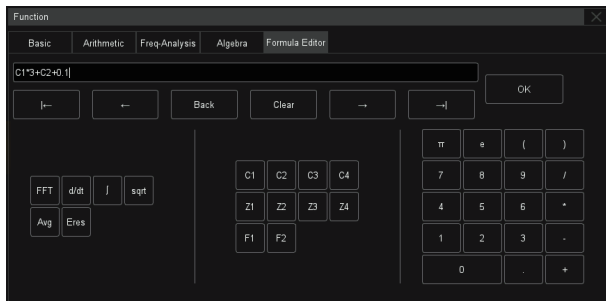 Function
Basic Arithmetic Freq-Analysis Algebra Formula Editor
C1*3+C2+0.1
OK
|← ← Back Clear → →|
π e ( )
C1 C2 C3 C4 7 8 9 /
FFT d/dt ∫ sqrt
Z1 Z2 Z3 Z4 4 5 6 *
Avg Eres
F1 F2 1 2 3 -
0 . +